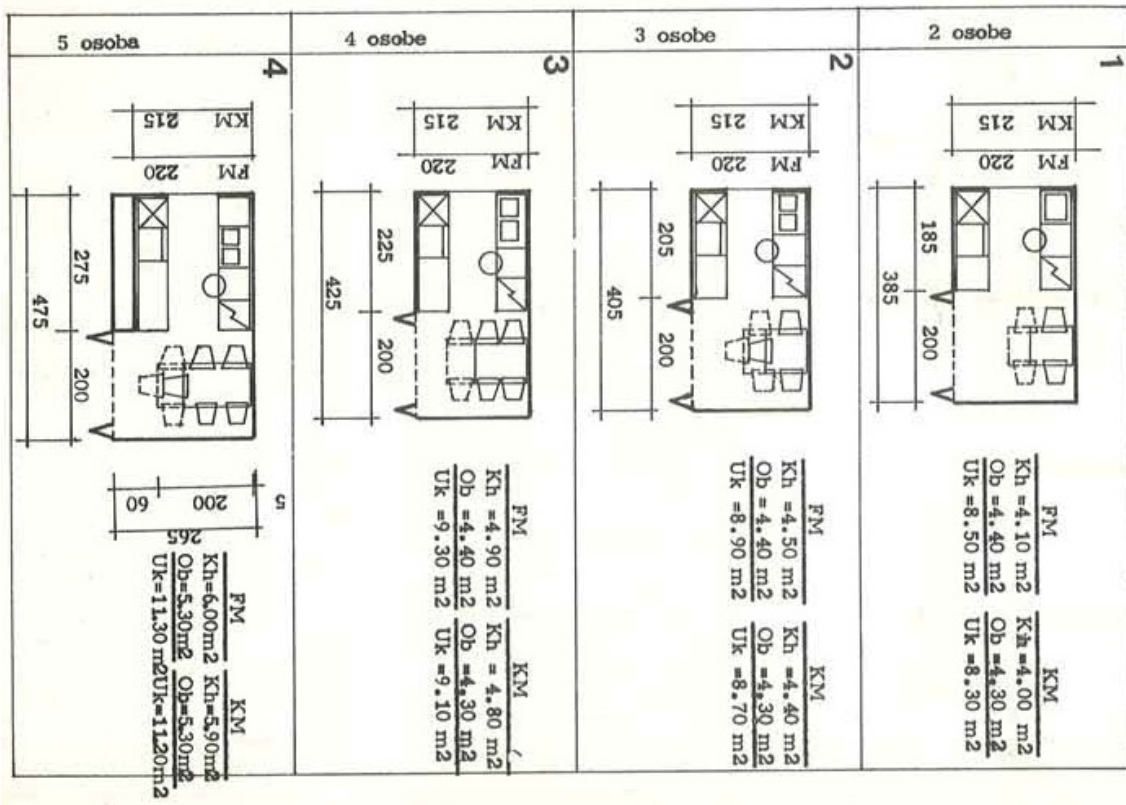 5 osoba
4
KM 215
FM 220
275
200
475
5
200
60
265
FM
Kh=6.00m2
Ob=5.30m2
Uk=11.30 m2
KM
Kh=5.90m2
Ob=5.30m2
Uk=11.20m2
4 osobe
3
KM 215
FM 220
225
200
425
FM
Kh =4.90 m2
Ob =4.40 m2
Uk =9.30 m2
KM
Kh = 4.80 m2
Ob =4.30 m2
Uk =9.10 m2
3 osobe
2
KM 215
FM 220
205
200
405
FM
Kh =4.50 m2
Ob =4.40 m2
Uk =8.90 m2
KM
Kh =4.40 m2
Ob =4.30 m2
Uk =8.70 m2
2 osobe
1
KM 215
FM 220
185
200
385
FM
Kh =4.10 m2
Ob =4.40 m2
Uk =8.50 m2
KM
Kh =4.00 m2
Ob =4.30 m2
Uk =8.30 m2